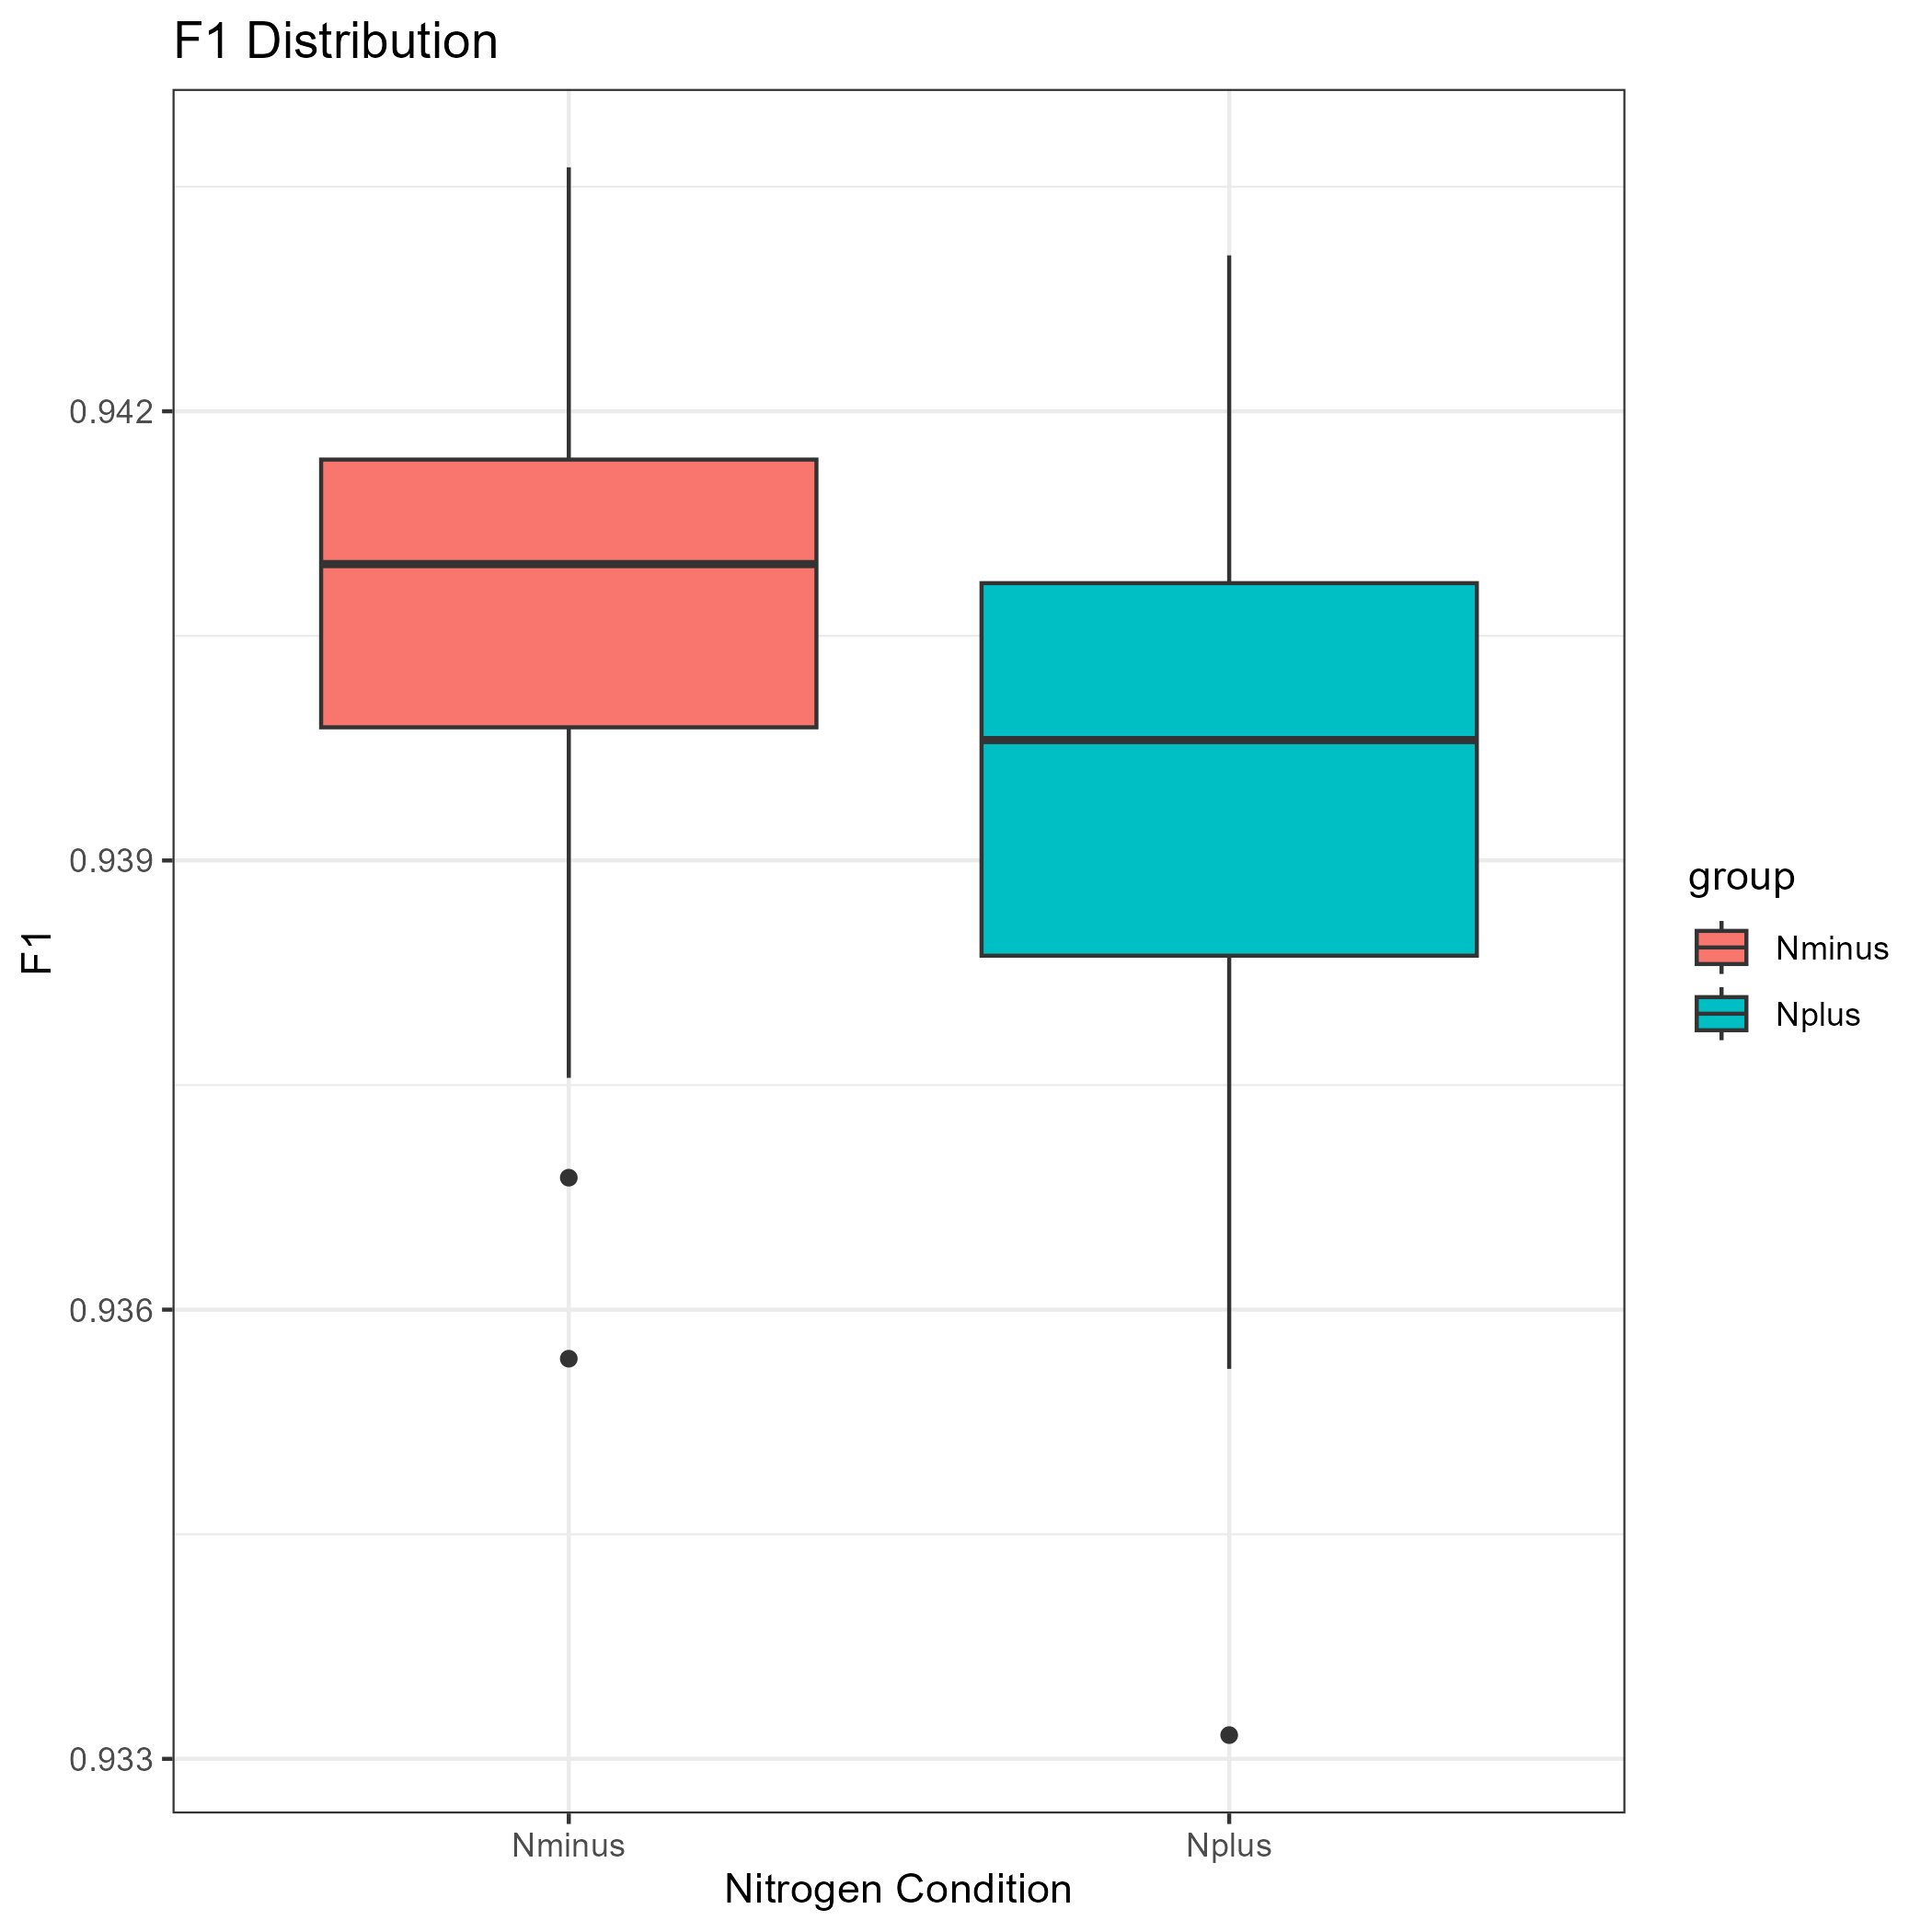 F1 Distribution
0.942
0.939
0.936
0.933
F1
Nminus
Nplus
Nitrogen Condition
group
Nminus
Nplus